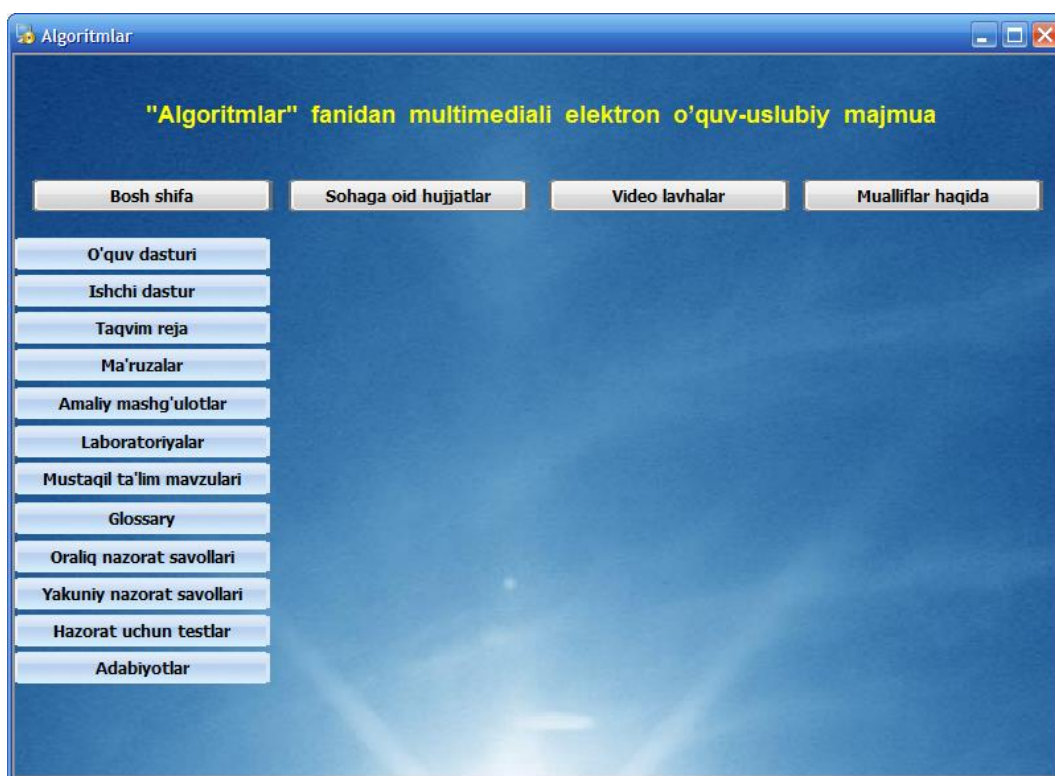 Algoritmlar
"Algoritmlar" fanidan multimediali elektron o’quv-uslubiy majmua
Bosh shifa Sohaga oid hujjatlar Video lavhalar Mualliflar haqida
O'quv dasturi
Ishchi dastur
Taqvim reja
Ma'ruzalar
Amaliy mashg'ulotlar
Laboratoriyalar
Mustaqil ta'lim mavzulari
Glossary
Oraliq nazorat savollari
Yakuniy nazorat savollari
Hazorat uchun testlar
Adabiyotlar